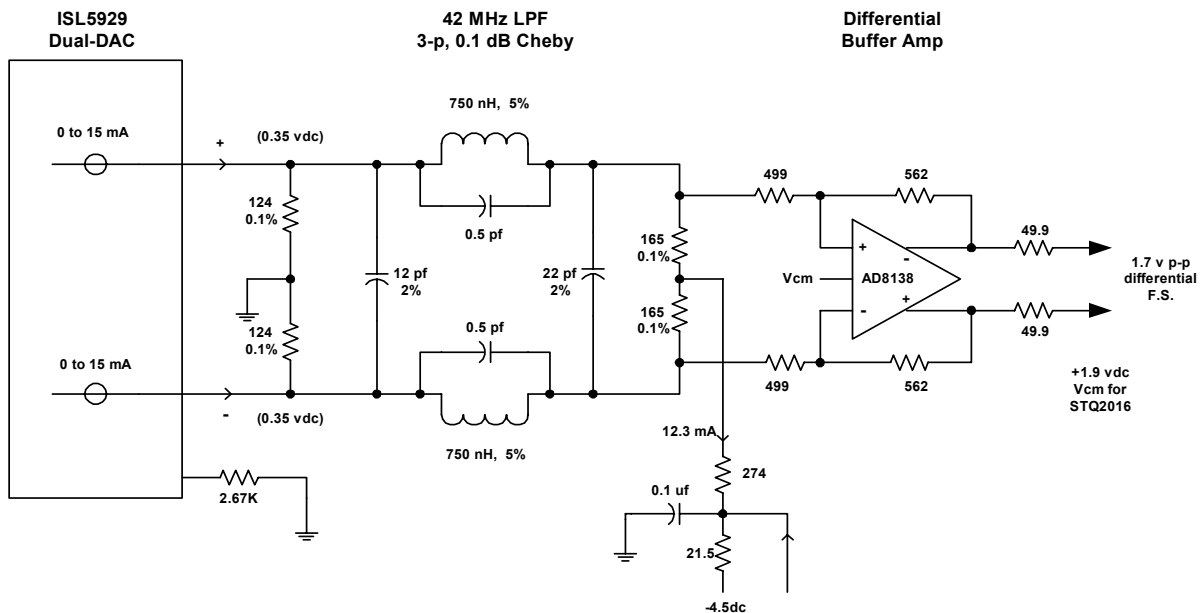 ISL5929
Dual-DAC
42 MHz LPF
3-p, 0.1 dB Cheby
Differential
Buffer Amp
750 nH,  5%
0 to 15 mA
+
(0.35 vdc)
0.5 pf
124
0.1%
12 pf
2%
22 pf
2%
124
0.1%
0.5 pf
165
0.1%
165
0.1%
499
562
49.9
+
-
Vcm
AD8138
-
+
1.7 v p-p
differential
F.S.
49.9
499
562
0 to 15 mA
-
(0.35 vdc)
750 nH,  5%
+1.9 vdc
Vcm for
STQ2016
12.3 mA
2.67K
274
0.1 uf
21.5
-4.5dc